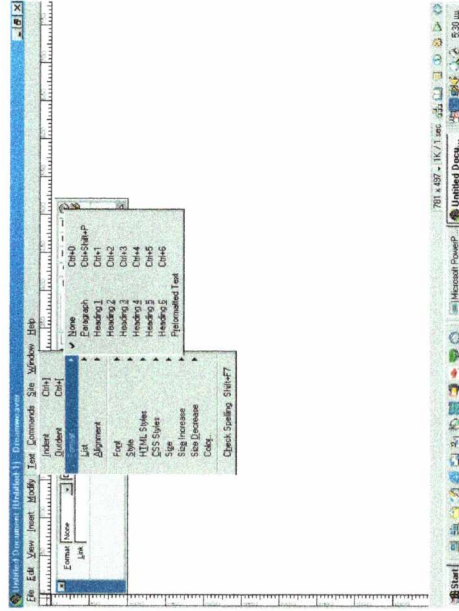 Untitled Document (Untitled-1) - Dreamweaver
File Edit View Insert Modify Text Commands Site Window Help
Indent Ctrl+]
Outdent Ctrl+[
Format
List
Alignment
Font
Style
HTML Styles
CSS Styles
Size
Size Increase
Size Decrease
Color...
Check Spelling Shift+F7
None Ctrl+0
Paragraph Ctrl+Shift+P
Heading 1 Ctrl+1
Heading 2 Ctrl+2
Heading 3 Ctrl+3
Heading 4 Ctrl+4
Heading 5 Ctrl+5
Heading 6 Ctrl+6
Preformatted Text
Format None
Link
781 x 497 - 1K / 1 sec
Start
Microsoft PowerP
Untitled Docu...
5:30